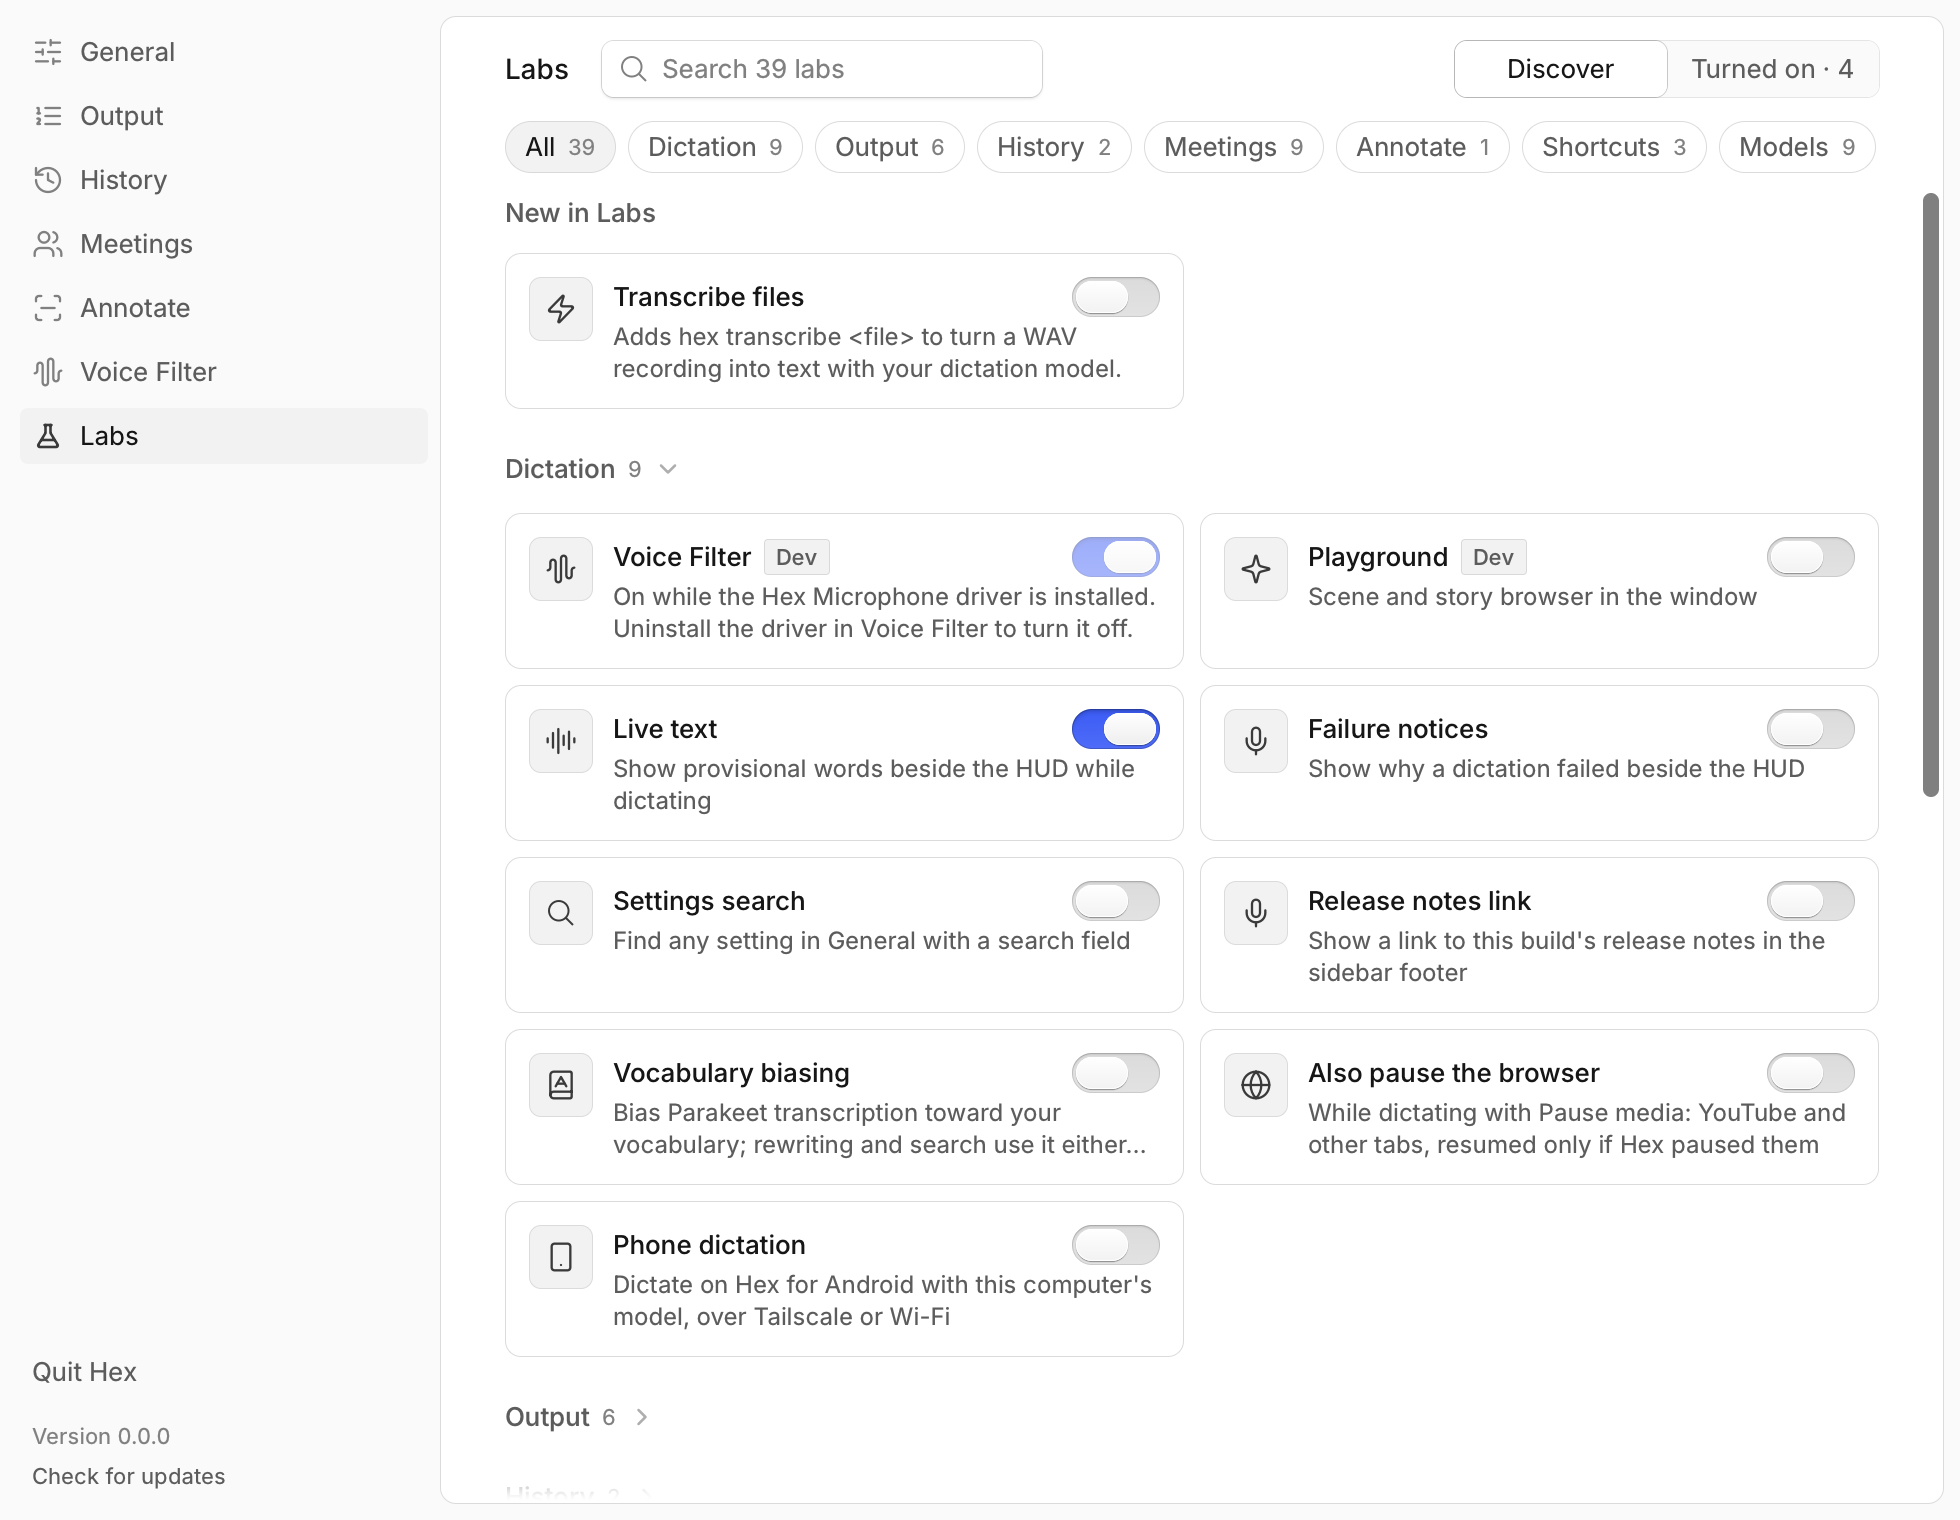 General
Output
History
Meetings
Annotate
Voice Filter
Labs
Quit Hex
Version 0.0.0
Check for updates
Labs
Search 39 labs
Discover
Turned on · 4
All 39
Dictation 9
Output 6
History 2
Meetings 9
Annotate 1
Shortcuts 3
Models 9
New in Labs
Transcribe files
Adds hex transcribe <file> to turn a WAV
recording into text with your dictation model.
Dictation 9
Voice Filter Dev
On while the Hex Microphone driver is installed.
Uninstall the driver in Voice Filter to turn it off.
Playground Dev
Scene and story browser in the window
Live text
Show provisional words beside the HUD while
dictating
Failure notices
Show why a dictation failed beside the HUD
Settings search
Find any setting in General with a search field
Release notes link
Show a link to this build's release notes in the
sidebar footer
Vocabulary biasing
Bias Parakeet transcription toward your
vocabulary; rewriting and search use it either...
Also pause the browser
While dictating with Pause media: YouTube and
other tabs, resumed only if Hex paused them
Phone dictation
Dictate on Hex for Android with this computer's
model, over Tailscale or Wi-Fi
Output 6
History 2